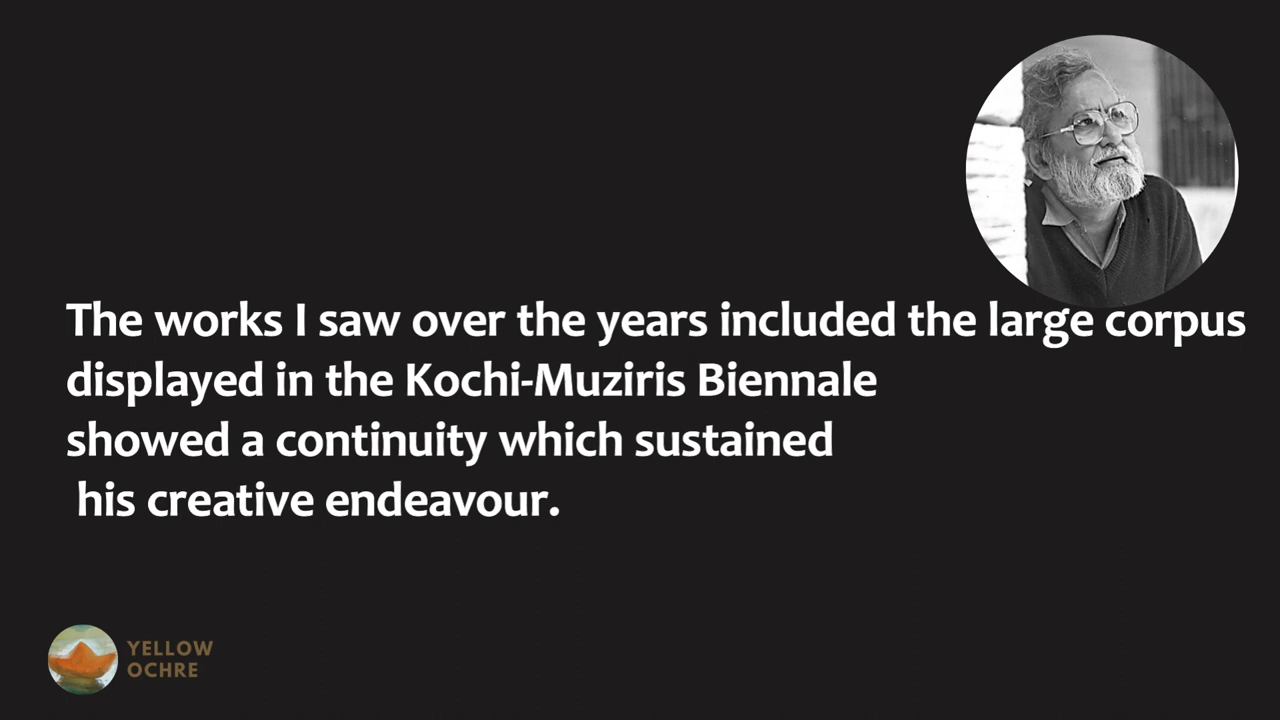 The works I saw over the years included the large corpus
displayed in the Kochi-Muziris Biennale
showed a continuity which sustained
his creative endeavour.
YELLOW
OCHRE